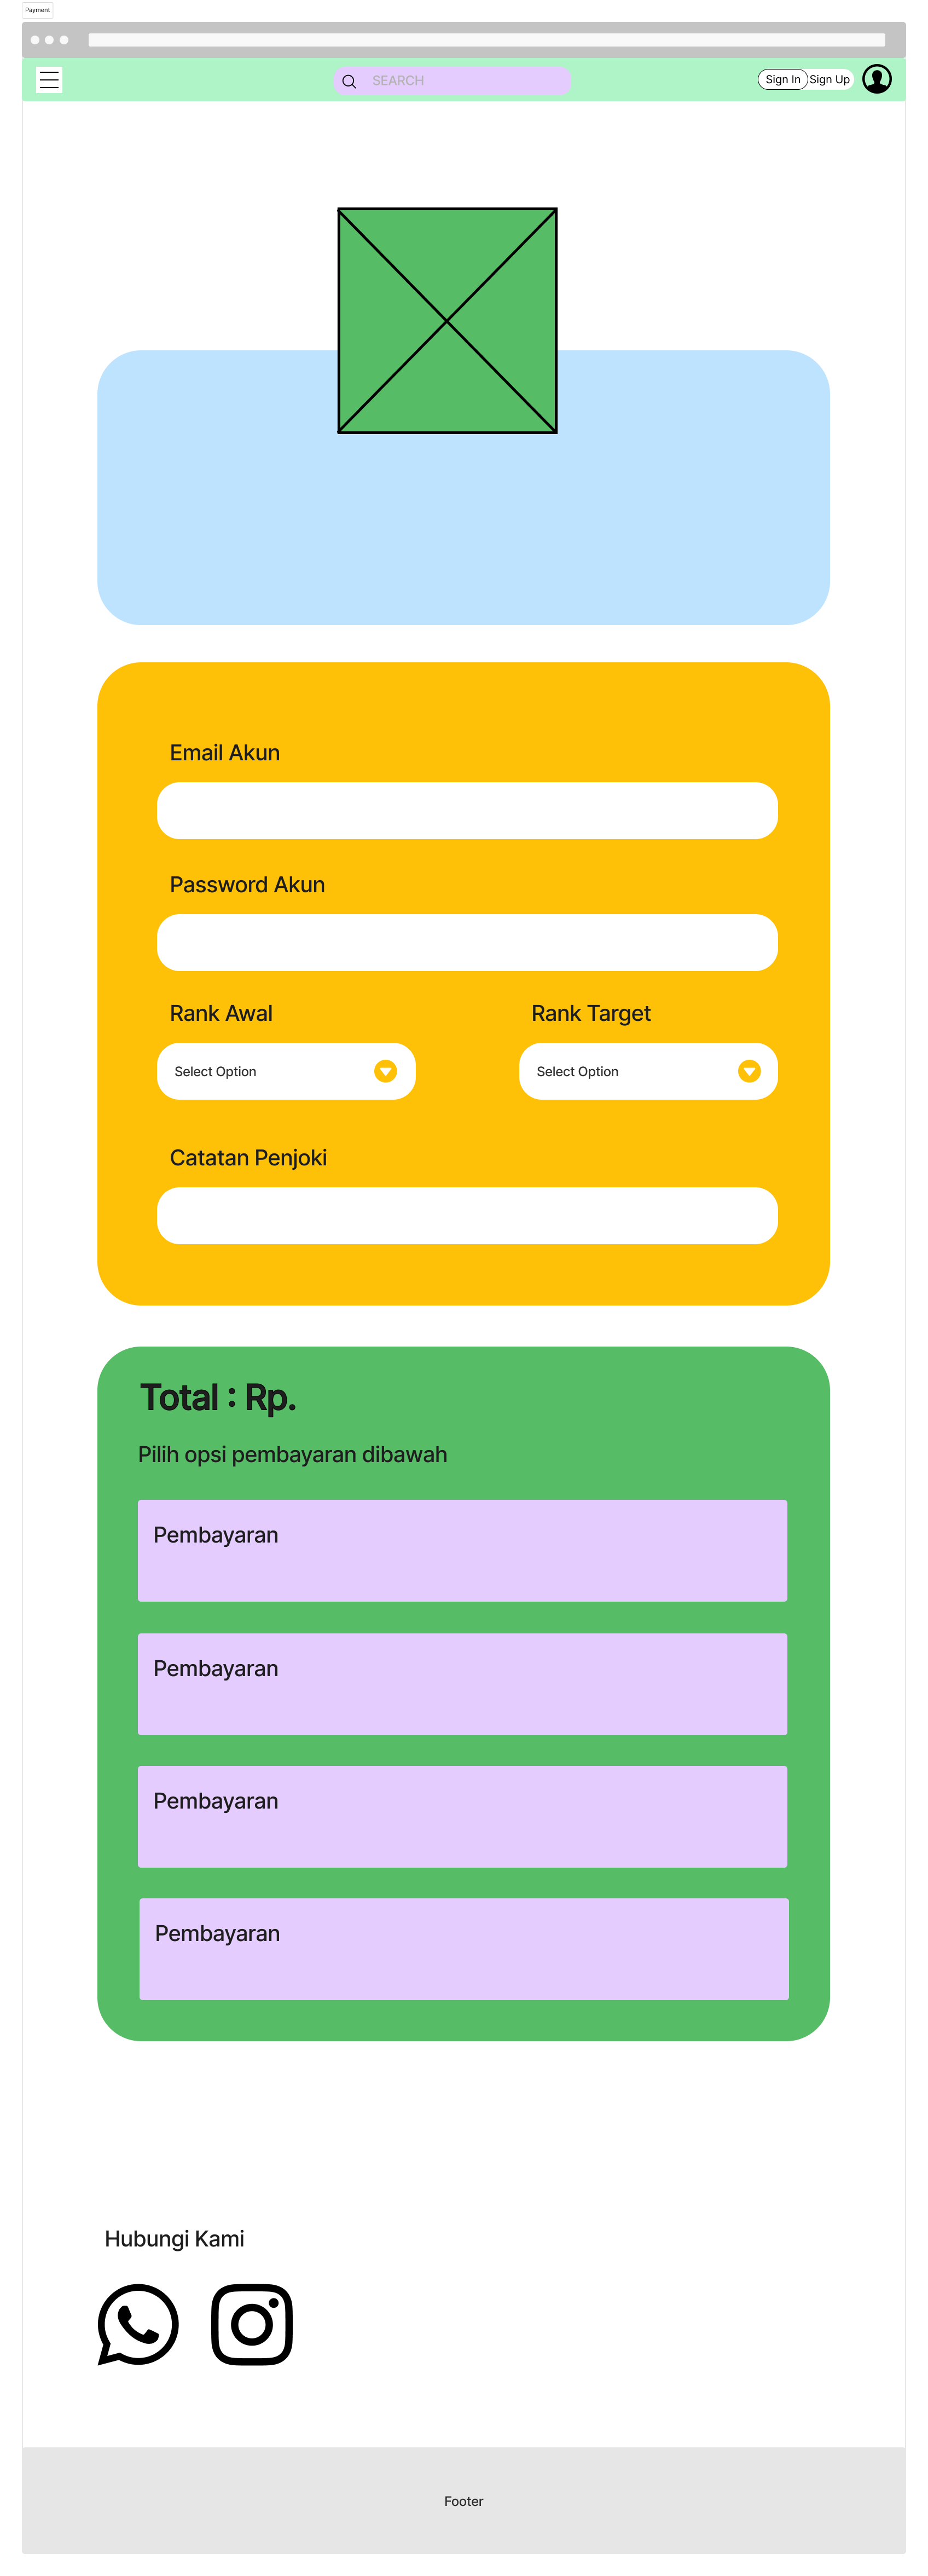 Payment
SEARCH
Sign In
Sign Up
Email Akun
Password Akun
Rank Awal
Rank Target
Select Option
Select Option
Catatan Penjoki
Total : Rp.
Pilih opsi pembayaran dibawah
Pembayaran
Pembayaran
Pembayaran
Pembayaran
Hubungi Kami
Footer